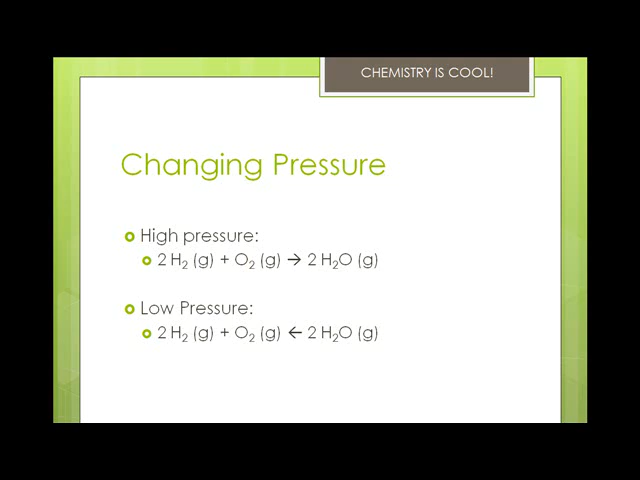 CHEMISTRY IS COOL!
Changing Pressure
High pressure:
2 H₂ (g) + O₂ (g) → 2 H₂O (g)
Low Pressure:
2 H₂ (g) + O₂ (g) ← 2 H₂O (g)